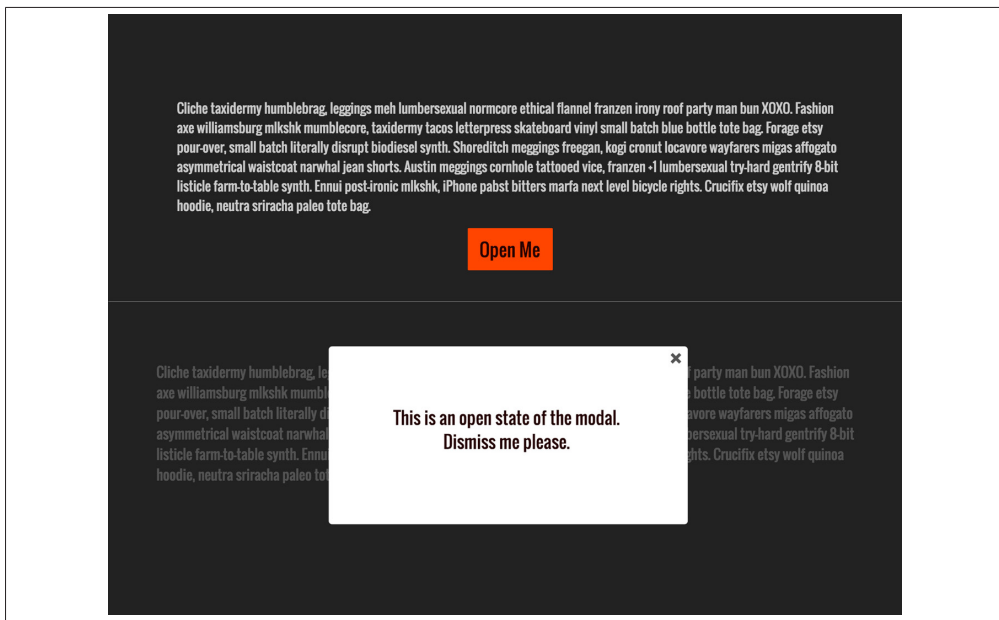 Cliche taxidermy humblebrag, leggings meh lumbersexual normcore ethical flannel franzen irony roof party man bun XOXO. Fashion
axe williamsburg mlkshk mumblecore, taxidermy tacos letterpress skateboard vinyl small batch blue bottle tote bag. Forage etsy
pour-over, small batch literally disrupt biodiesel synth. Shoreditch meggings freegan, kogi cronut locavore wayfarers migas affogato
asymmetrical waistcoat narwhal jean shorts. Austin meggings cornhole tattooed vice, franzen +1 lumbersexual try-hard gentrify 8-bit
listicle farm-to-table synth. Ennui post-ironic mlkshk, iPhone pabst bitters marfa next level bicycle rights. Crucifix etsy wolf quinoa
hoodie, neutra sriracha paleo tote bag.
Open Me
Cliche taxidermy humblebrag, party man bun XOXO. Fashion
axe williamsburg mlkshk bottle tote bag. Forage etsy
pour-over, small batch literally wayfarers migas affogato
asymmetrical waistcoat narwhal try-hard gentrify 8-bit
listicle farm-to-table synth. Crucifix etsy wolf quinoa
hoodie, neutra sriracha paleo
This is an open state of the modal.
Dismiss me please.